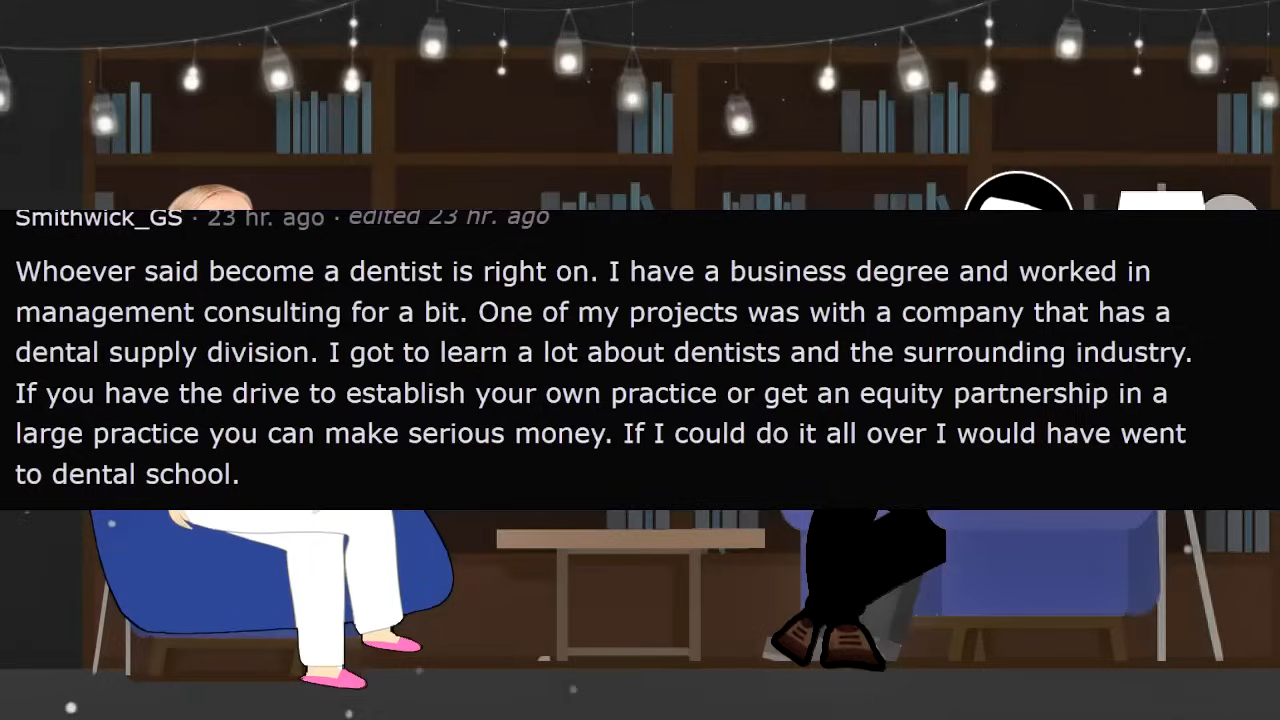 Smithwick_GS · 23 hr. ago · edited 23 hr. ago
Whoever said become a dentist is right on. I have a business degree and worked in
management consulting for a bit. One of my projects was with a company that has a
dental supply division. I got to learn a lot about dentists and the surrounding industry.
If you have the drive to establish your own practice or get an equity partnership in a
large practice you can make serious money. If I could do it all over I would have went
to dental school.